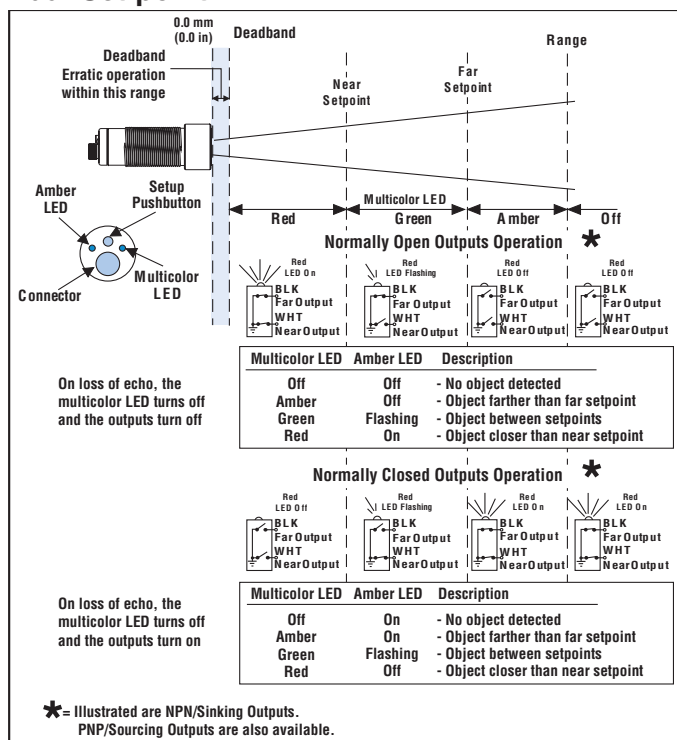 0.0 mm
(0.0 in)
Deadband
Range
Deadband
Erratic operation
within this range
Near
Setpoint
Far
Setpoint
Amber
LED
Setup
Pushbutton
Multicolor
LED
Connector
Multicolor LED
Red
Green
Amber
Off
Normally Open Outputs Operation *
Red
LED On
BLK
Far Output
WHT
Near Output
Red
LED Flashing
BLK
Far Output
WHT
Near Output
Red
LED Off
BLK
Far Output
WHT
Near Output
Red
LED Off
BLK
Far Output
WHT
Near Output
On loss of echo, the
multicolor LED turns off
and the outputs turn off
Multicolor LED Amber LED Description
Off Off - No object detected
Amber Off - Object farther than far setpoint
Green Flashing - Object between setpoints
Red On - Object closer than near setpoint
Normally Closed Outputs Operation *
Red
LED Off
BLK
Far Output
WHT
Near Output
Red
LED Flashing
BLK
Far Output
WHT
Near Output
Red
LED On
BLK
Far Output
WHT
Near Output
Red
LED On
BLK
Far Output
WHT
Near Output
On loss of echo, the
multicolor LED turns off
and the outputs turn on
Multicolor LED Amber LED Description
Off On - No object detected
Amber On - Object farther than far setpoint
Green Flashing - Object between setpoints
Red Off - Object closer than near setpoint
* = Illustrated are NPN/Sinking Outputs.
PNP/Sourcing Outputs are also available.